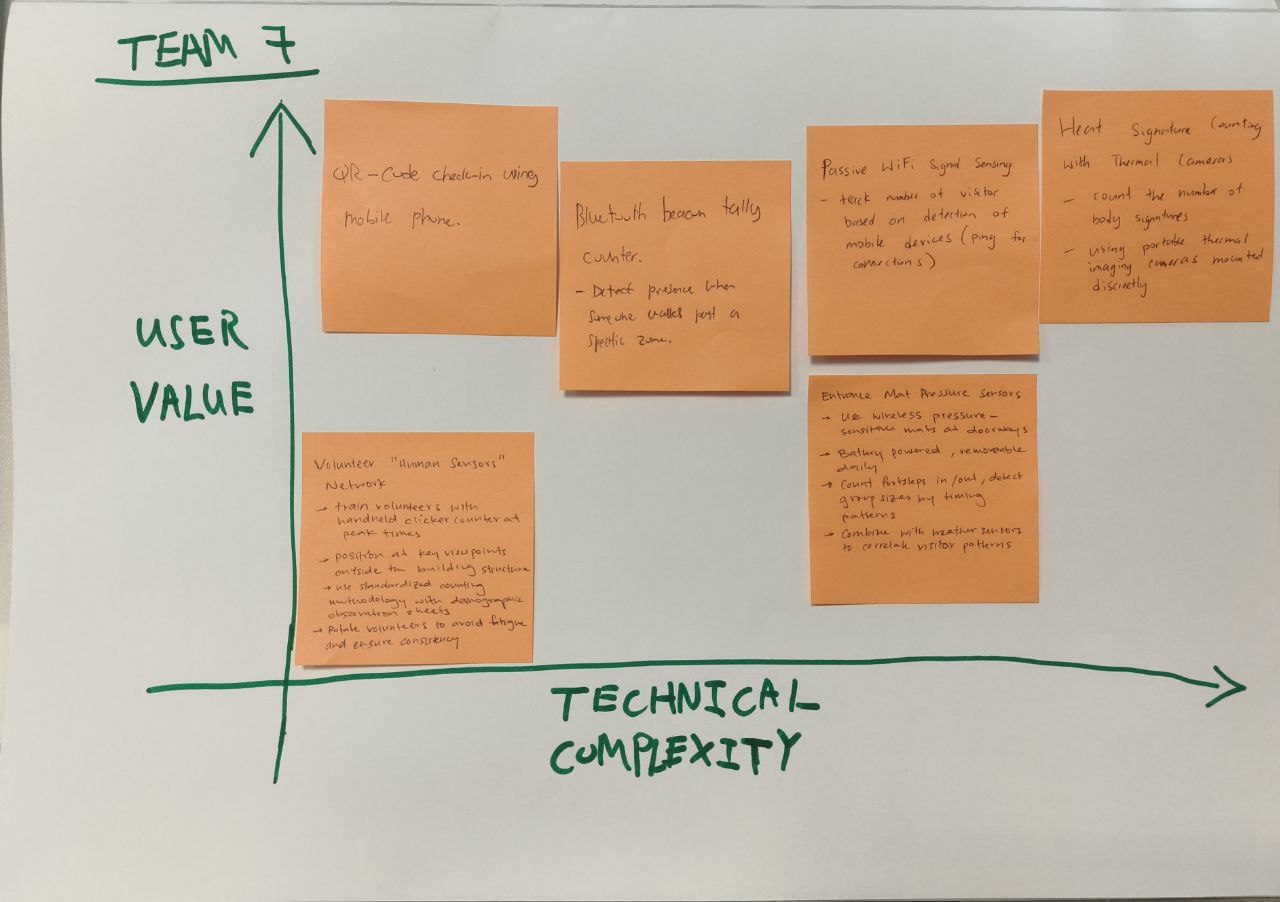 TEAM 7
USER
VALUE
QR-Code check-in using
mobile phone.
Bluetooth beacon tally
counter.
- Detect presence when
someone walks past a
specific zone.
Passive WiFi Signal Sensing
- track number of visitor
based on detection of
mobile devices (ping for
connections)
Heat Signature Counting
with Thermal Cameras
- count the number of
body signatures
- using portable thermal
imaging cameras mounted
discreetly
Volunteer "Human Sensors"
Network
→ train volunteers with
handheld clicker counter at
peak times
→ position at key viewpoints
outside the building structure
→ use standardized counting
methodology with demographic
observation sheets
→ Rotate volunteers to avoid fatigue
and ensure consistency
Entrance Mat Pressure Sensors
→ Use wireless pressure-
sensitive mats at doorways
→ Battery powered, removeable
daily
→ Count footsteps in/out, detect
group sizes by timing
patterns
→ Combine with weather sensors
to correlate visitor patterns
TECHNICAL
COMPLEXITY